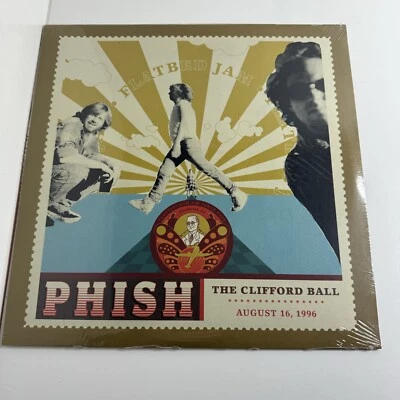 FLATBED JAM
PHISH
THE CLIFFORD BALL
AUGUST 16, 1996